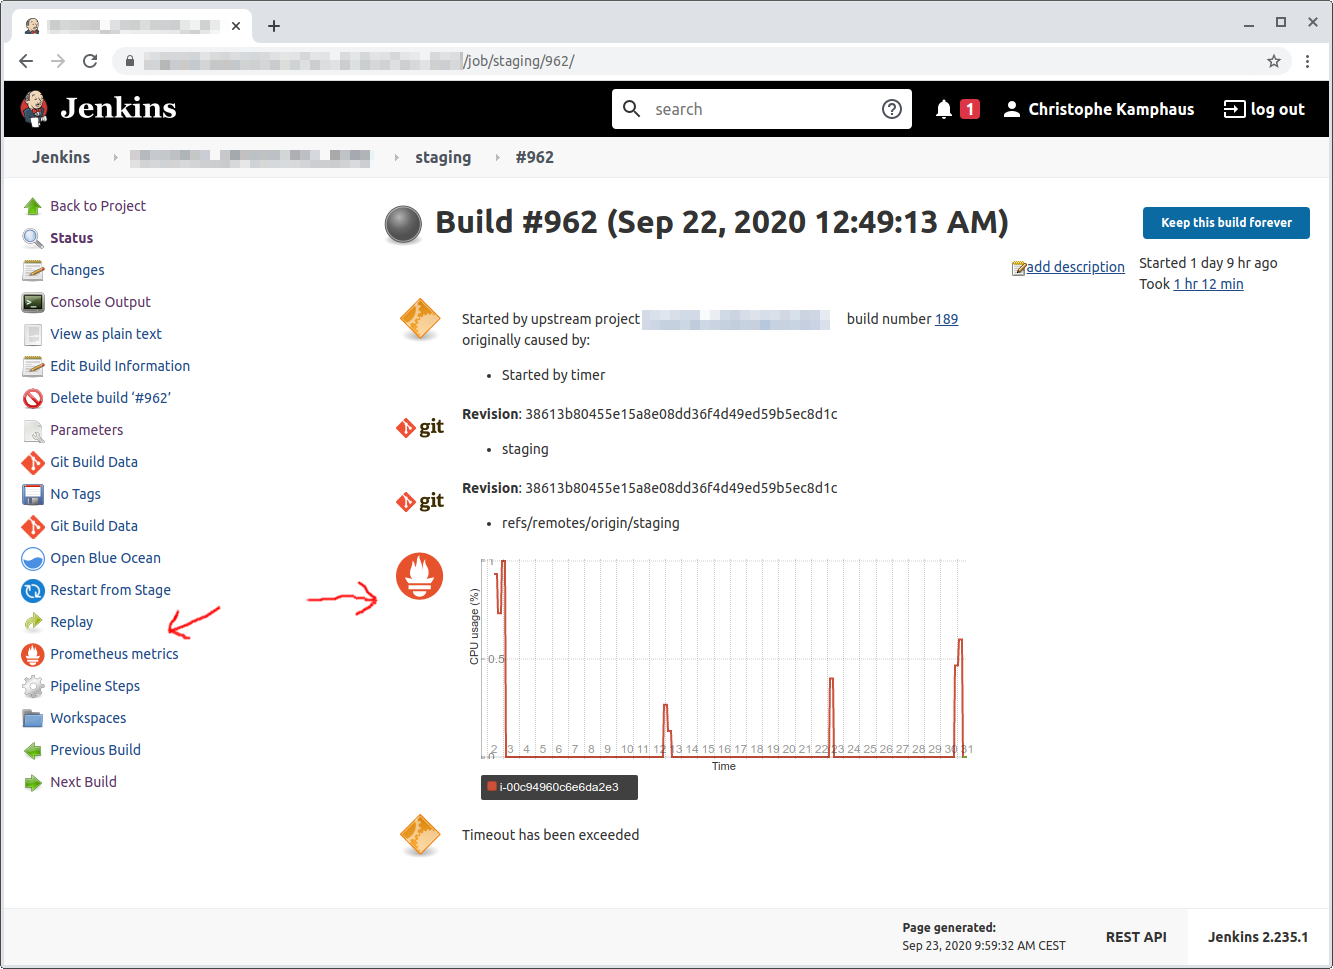 /job/staging/962/
Jenkins
search
1
Christophe Kamphaus
log out
Jenkins
staging
#962
Back to Project
Status
Changes
Console Output
View as plain text
Edit Build Information
Delete build ‘#962’
Parameters
Git Build Data
No Tags
Git Build Data
Open Blue Ocean
Restart from Stage
Replay
Prometheus metrics
Pipeline Steps
Workspaces
Previous Build
Next Build
Build #962 (Sep 22, 2020 12:49:13 AM)
Keep this build forever
add description
Started 1 day 9 hr ago
Took 1 hr 12 min
Started by upstream project build number 189
originally caused by:
Started by timer
git
Revision: 38613b80455e15a8e08dd36f4d49ed59b5ec8d1c
staging
git
Revision: 38613b80455e15a8e08dd36f4d49ed59b5ec8d1c
refs/remotes/origin/staging
1
CPU usage (%)
0.5
0
2 3 4 5 6 7 8 9 10 11 12 13 14 15 16 17 18 19 20 21 22 23 24 25 26 27 28 29 30 31
Time
i-00c94960c6e6da2e3
Timeout has been exceeded
Page generated:
Sep 23, 2020 9:59:32 AM CEST
REST API
Jenkins 2.235.1